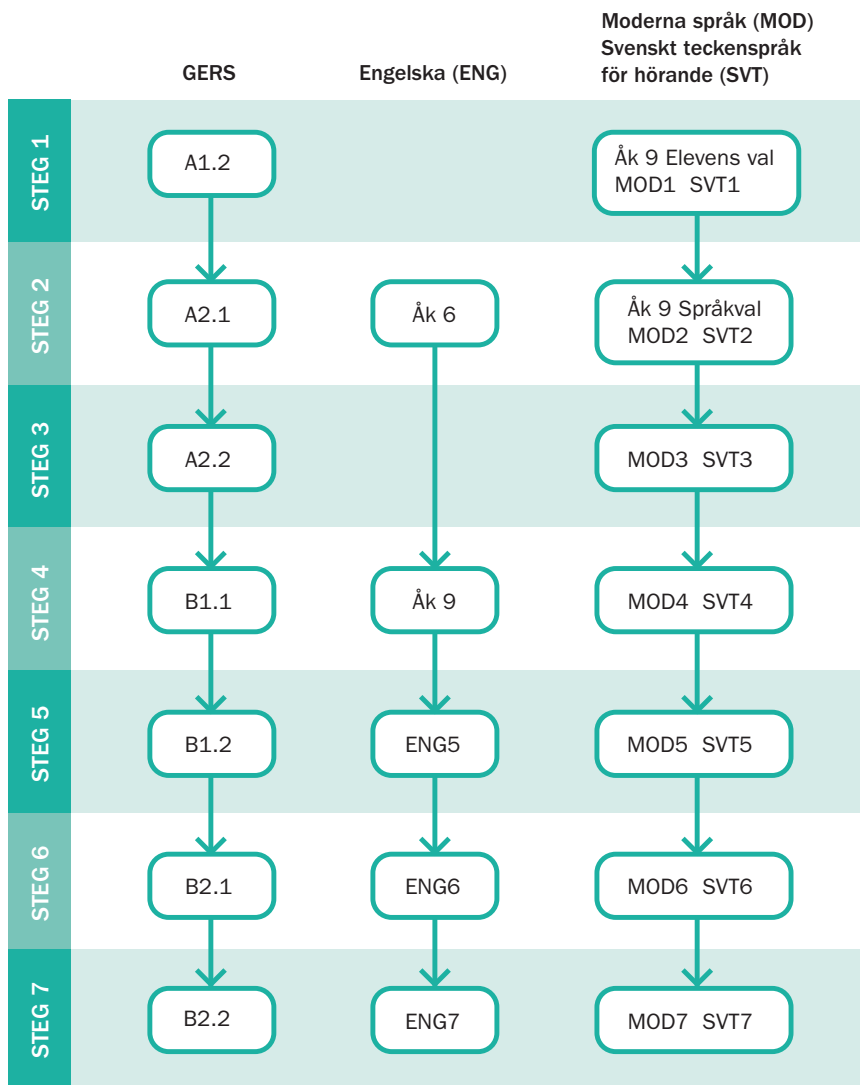 Moderna språk (MOD)
Svenskt teckenspråk
för hörande (SVT)
GERS
Engelska (ENG)
STEG 1
A1.2
Åk 9 Elevens val
MOD1 SVT1
STEG 2
A2.1
Åk 6
Åk 9 Språkval
MOD2 SVT2
STEG 3
A2.2
MOD3 SVT3
STEG 4
B1.1
Åk 9
MOD4 SVT4
STEG 5
B1.2
ENG5
MOD5 SVT5
STEG 6
B2.1
ENG6
MOD6 SVT6
STEG 7
B2.2
ENG7
MOD7 SVT7